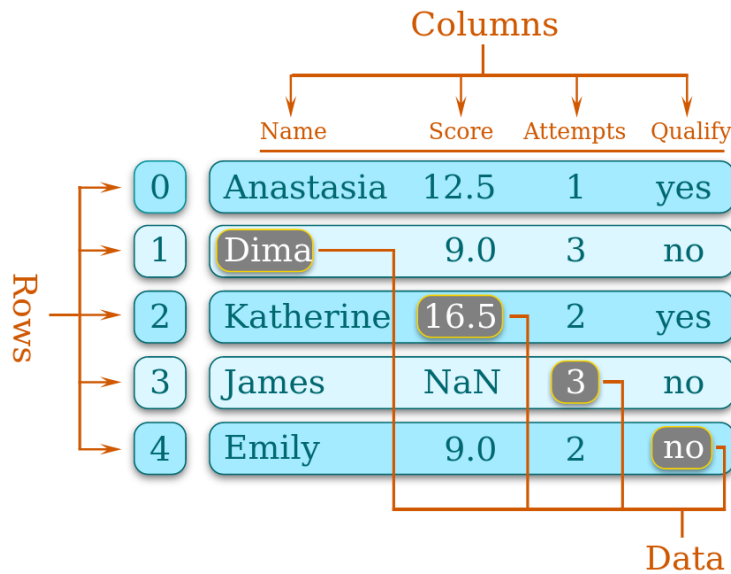 Columns
Name Score Attempts Qualify
0 Anastasia 12.5 1 yes
1 Dima 9.0 3 no
Rows
2 Katherine 16.5 2 yes
3 James NaN 3 no
4 Emily 9.0 2 no
Data